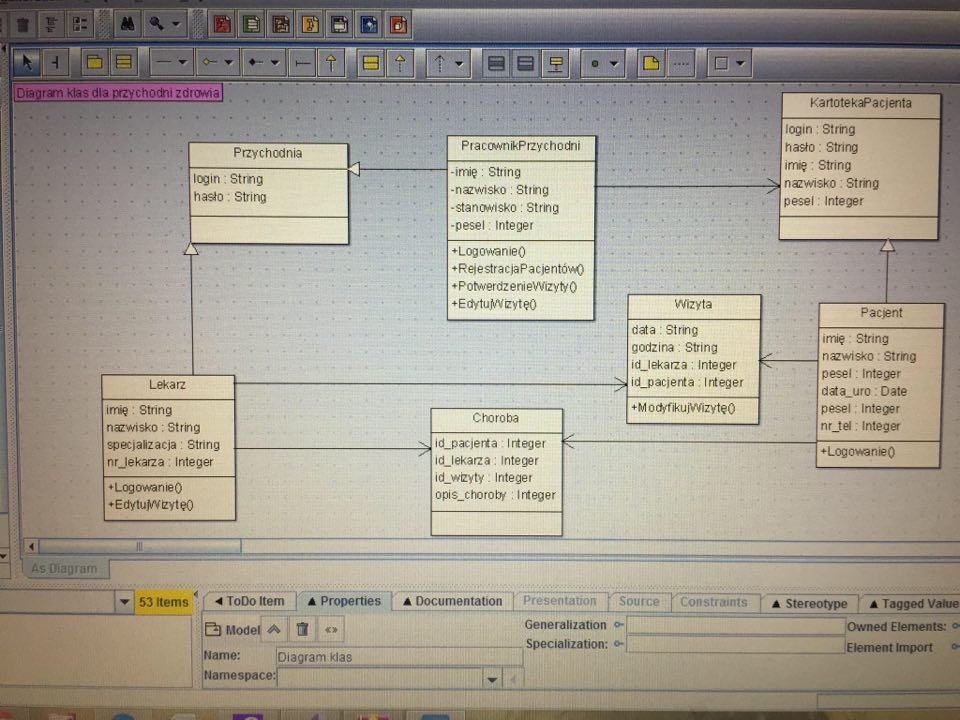 Diagram klas dla przychodni zdrowia
Przychodnia
login : String
hasło : String
PracownikPrzychodni
-imię : String
-nazwisko : String
-stanowisko : String
-pesel : Integer
+Logowanie()
+RejestracjaPacjentów()
+PotwerdzenieWizyty()
+EdytujWizytę()
KartotekaPacjenta
login : String
hasło : String
imię : String
nazwisko : String
pesel : Integer
Wizyta
data : String
godzina : String
id_lekarza : Integer
id_pacjenta : Integer
+ModyfikujWizytę()
Pacjent
imię : String
nazwisko : String
pesel : Integer
data_uro : Date
pesel : Integer
nr_tel : Integer
+Logowanie()
Lekarz
imię : String
nazwisko : String
specjalizacja : String
nr_lekarza : Integer
+Logowanie()
+EdytujWizytę()
Choroba
id_pacjenta : Integer
id_lekarza : Integer
id_wizyty : Integer
opis_choroby : Integer
As Diagram
53 Items
ToDo Item
Properties
Documentation
Presentation
Source
Constraints
Stereotype
Tagged Value
Model
Name:
Diagram klas
Namespace:
Generalization
Specialization:
Owned Elements:
Element Import